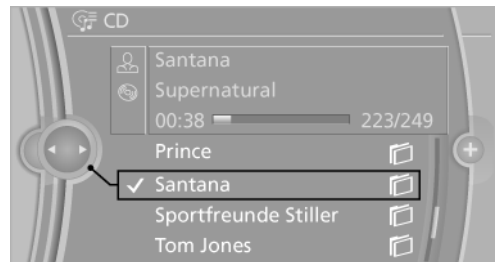 CD
Santana
Supernatural
00:38 223/249
Prince
Santana
Sportfreunde Stiller
Tom Jones